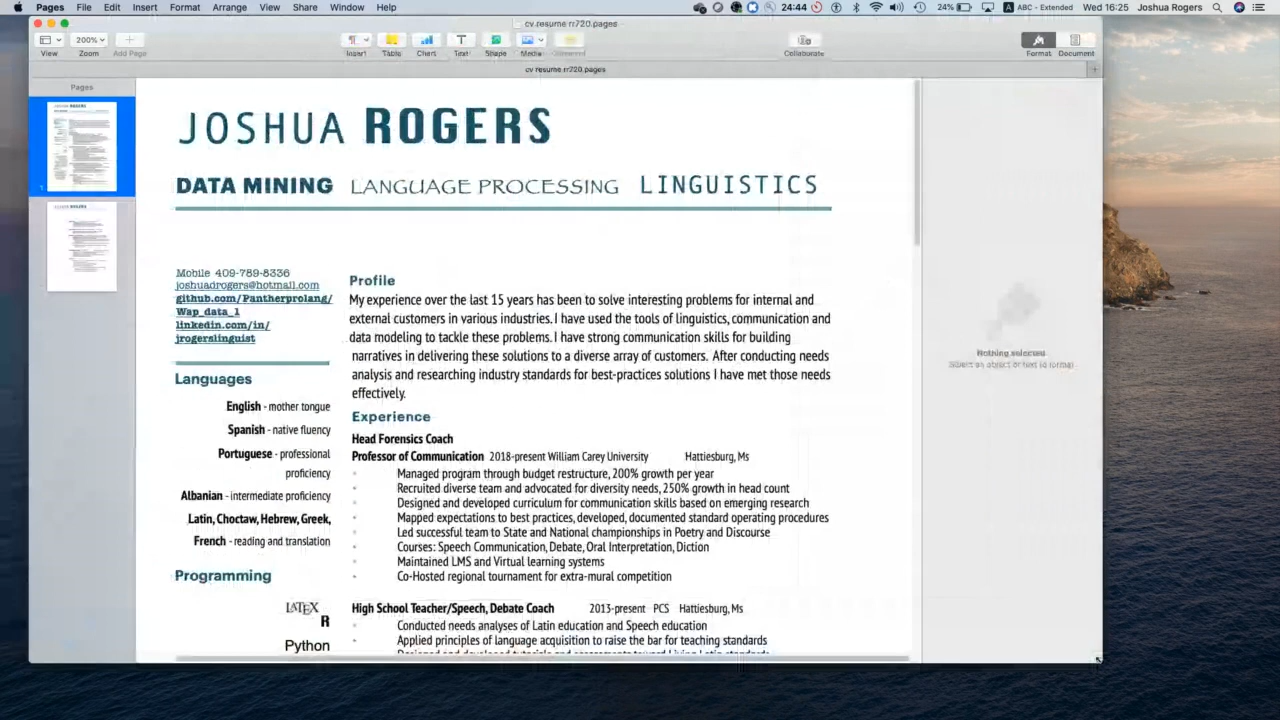 Pages File Edit Insert Format Arrange View Share Window Help 24:44 24% ABC - Extended Wed 16:25 Joshua Rogers
cv resume rr720.pages
200%
View Zoom Add Page Insert Table Chart Text Shape Media Comment Collaborate Format Document
cv resume rr720.pages
Pages
1
JOSHUA ROGERS
DATA MINING LANGUAGE PROCESSING LINGUISTICS
Mobile 409-789-8336
joshuadrogers@hotmail.com
github.com/Pantherprolang/
Wap_data_1
linkedin.com/in/
jrogerslinguist
Languages
English - mother tongue
Spanish - native fluency
Portuguese - professional
proficiency
Albanian - intermediate proficiency
Latin, Choctaw, Hebrew, Greek,
French - reading and translation
Programming
LATEX
R
Python
Profile
My experience over the last 15 years has been to solve interesting problems for internal and
external customers in various industries. I have used the tools of linguistics, communication and
data modeling to tackle these problems. I have strong communication skills for building
narratives in delivering these solutions to a diverse array of customers. After conducting needs
analysis and researching industry standards for best-practices solutions I have met those needs
effectively.
Experience
Head Forensics Coach
Professor of Communication 2018-present William Carey University Hattiesburg, Ms
Managed program through budget restructure, 200% growth per year
Recruited diverse team and advocated for diversity needs, 250% growth in head count
Designed and developed curriculum for communication skills based on emerging research
Mapped expectations to best practices, developed, documented standard operating procedures
Led successful team to State and National championships in Poetry and Discourse
Courses: Speech Communication, Debate, Oral Interpretation, Diction
Maintained LMS and Virtual learning systems
Co-Hosted regional tournament for extra-mural competition
High School Teacher/Speech, Debate Coach 2013-present PCS Hattiesburg, Ms
Conducted needs analyses of Latin education and Speech education
Applied principles of language acquisition to raise the bar for teaching standards
Nothing selected
Select an object or text to format